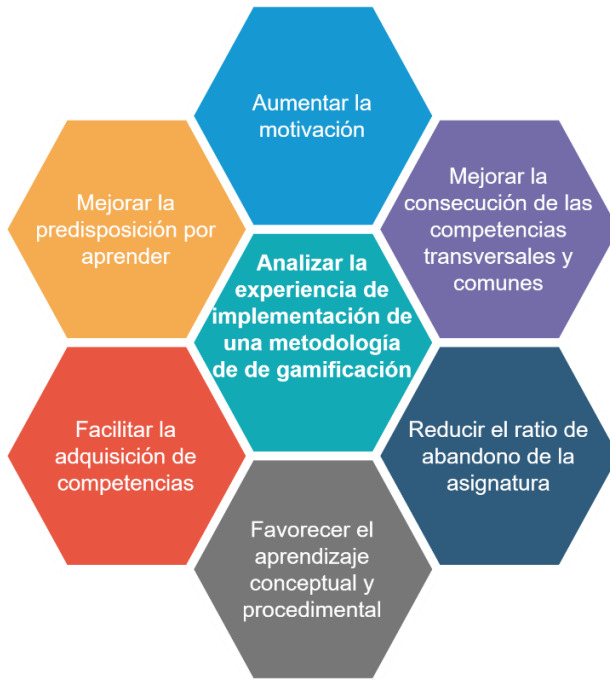 Aumentar la
motivación
Mejorar la
predisposición por
aprender
Mejorar la
consecución de las
competencias
transversales y
comunes
Analizar la
experiencia de
implementación de
una metodología
de de gamificación
Facilitar la
adquisición de
competencias
Reducir el ratio de
abandono de la
asignatura
Favorecer el
aprendizaje
conceptual y
procedimental